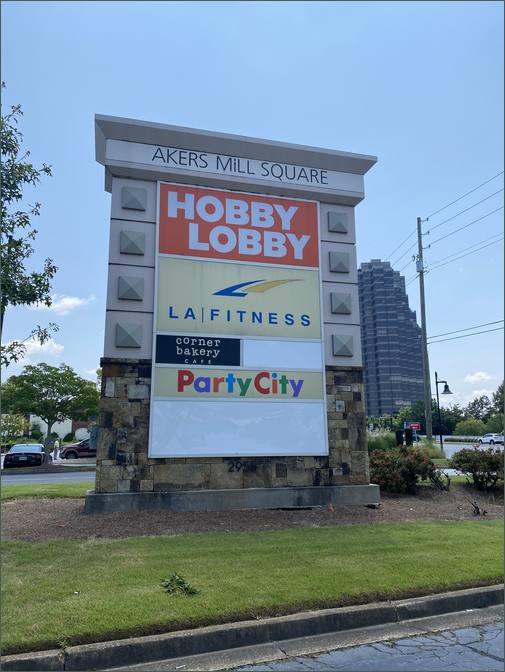 AKERS MiLL SQUARE
HOBBY
LOBBY
LA|FITNESS
corner
bakery
CAFE
PartyCity